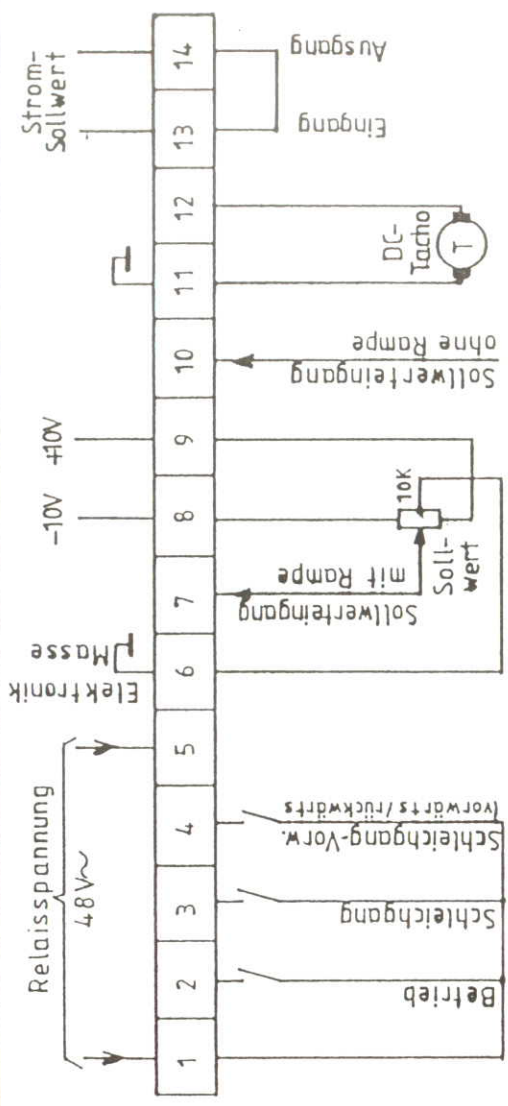 Relaisspannung
48V~
Elektronik
Masse
-10V
+10V
Strom-
Sollwert
1
2
3
4
5
6
7
8
9
10
11
12
13
14
Betrieb
Schleichgang
Schleichgang-Vorw.
(vorwärts/rückwärts
Sollwerteingang
mit Rampe
Soll-
wert
10K
Sollwerteingang
ohne Rampe
DC-
Tacho
T
Eingang
Ausgang